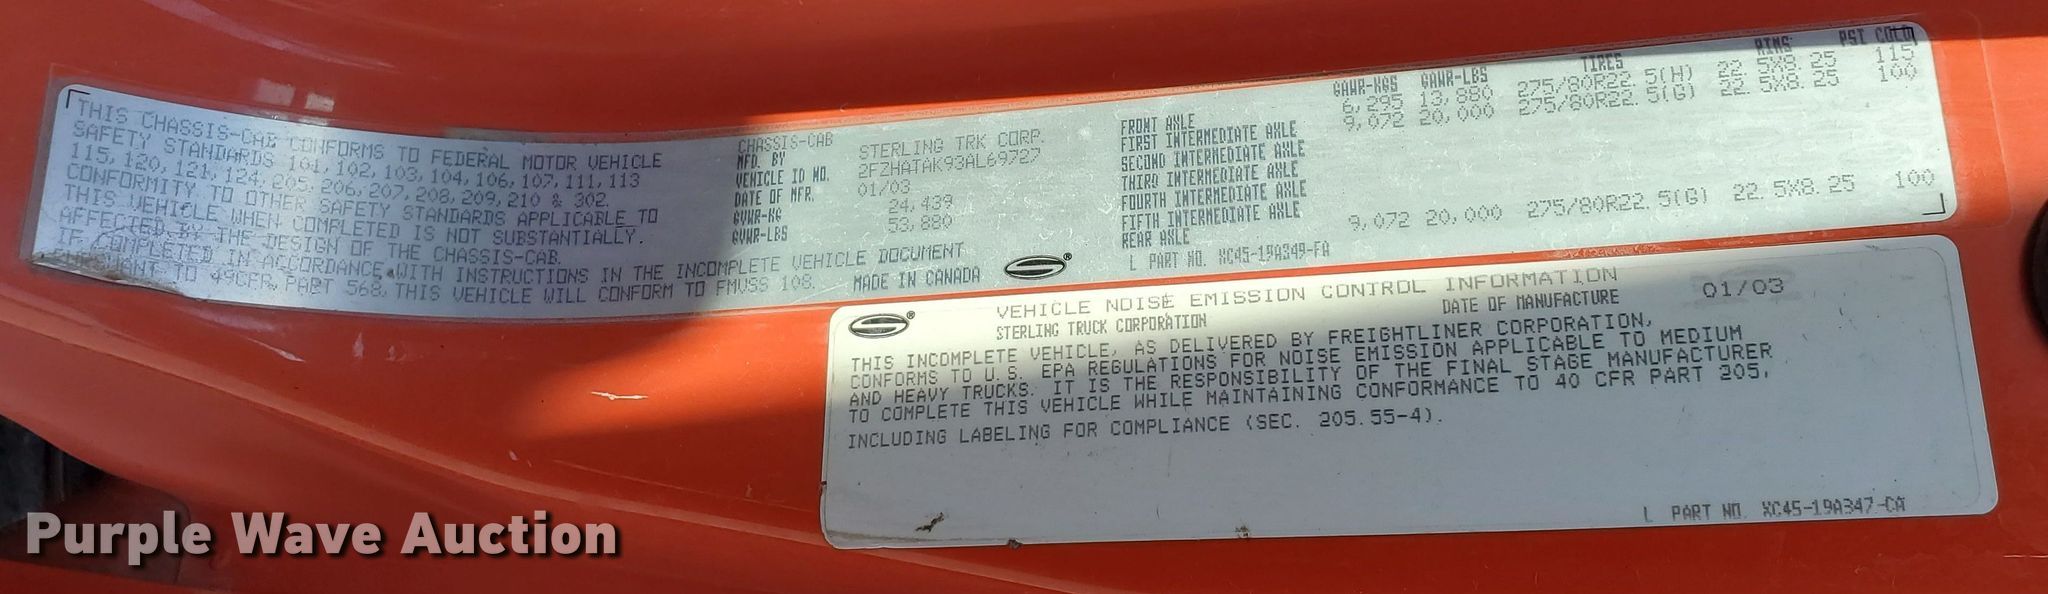 THIS CHASSIS-CAB CONFORMS TO FEDERAL MOTOR VEHICLE
SAFETY STANDARDS 101, 102, 103, 104, 106, 107, 111, 113
115, 120, 121, 124, 205, 206, 207, 208, 209, 210 & 302.
CONFORMITY TO OTHER SAFETY STANDARDS APPLICABLE TO
THIS VEHICLE WHEN COMPLETED IS NOT SUBSTANTIALLY.
AFFECTED BY THE DESIGN OF THE CHASSIS-CAB.
IF COMPLETED IN ACCORDANCE WITH INSTRUCTIONS IN THE INCOMPLETE VEHICLE DOCUMENT
PURSUANT TO 49CFR, PART 568, THIS VEHICLE WILL CONFORM TO FMVSS 108.
CHASSIS-CAB
MFD. BY STERLING TRK CORP.
VEHICLE ID NO. 2FZHATAK93AL69727
DATE OF MFR. 01/03
GVWR-KG 24,439
GVWR-LBS 53,880
MADE IN CANADA
GAWR-KGS GAWR-LBS TIRES RIMS PSI COLD
FRONT AXLE 6,295 13,880 275/80R22.5(H) 22.5X8.25 115
FIRST INTERMEDIATE AXLE 9,072 20,000 275/80R22.5(G) 22.5X8.25 100
SECOND INTERMEDIATE AXLE
THIRD INTERMEDIATE AXLE
FOURTH INTERMEDIATE AXLE
FIFTH INTERMEDIATE AXLE
REAR AXLE 9,072 20,000 275/80R22.5(G) 22.5X8.25 100
L PART NO. XC45-19A349-FA
VEHICLE NOISE EMISSION CONTROL INFORMATION
STERLING TRUCK CORPORATION DATE OF MANUFACTURE 01/03
THIS INCOMPLETE VEHICLE, AS DELIVERED BY FREIGHTLINER CORPORATION,
CONFORMS TO U.S. EPA REGULATIONS FOR NOISE EMISSION APPLICABLE TO MEDIUM
AND HEAVY TRUCKS. IT IS THE RESPONSIBILITY OF THE FINAL STAGE MANUFACTURER
TO COMPLETE THIS VEHICLE WHILE MAINTAINING CONFORMANCE TO 40 CFR PART 205,
INCLUDING LABELING FOR COMPLIANCE (SEC. 205.55-4).
L PART NO. XC45-19A347-CA
Purple Wave Auction